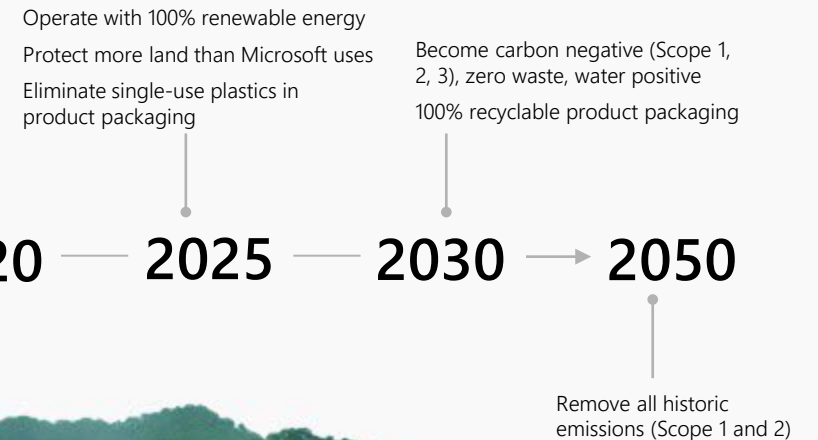 Operate with 100% renewable energy
Protect more land than Microsoft uses
Eliminate single-use plastics in
product packaging
Become carbon negative (Scope 1,
2, 3), zero waste, water positive
100% recyclable product packaging
20 2025 2030 2050
Remove all historic
emissions (Scope 1 and 2)